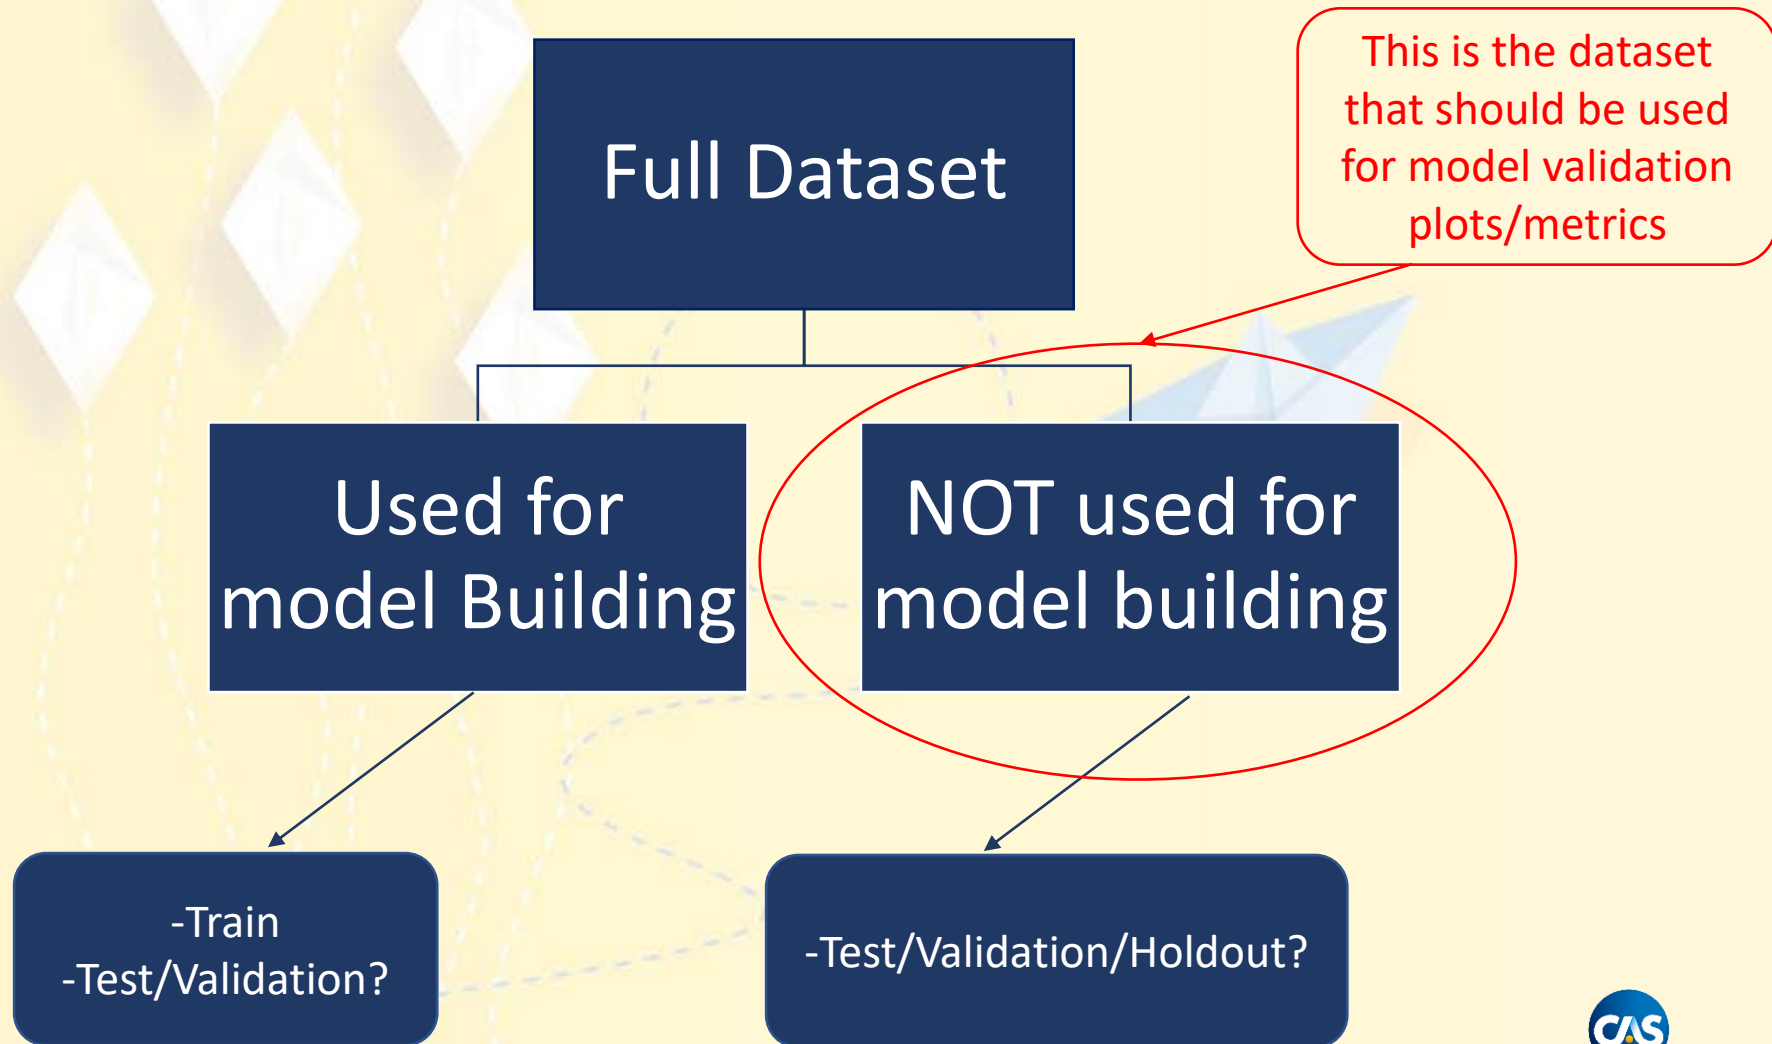 This is the dataset
that should be used
for model validation
plots/metrics
Full Dataset
Used for
model Building
NOT used for
model building
-Train
-Test/Validation?
-Test/Validation/Holdout?
CAS